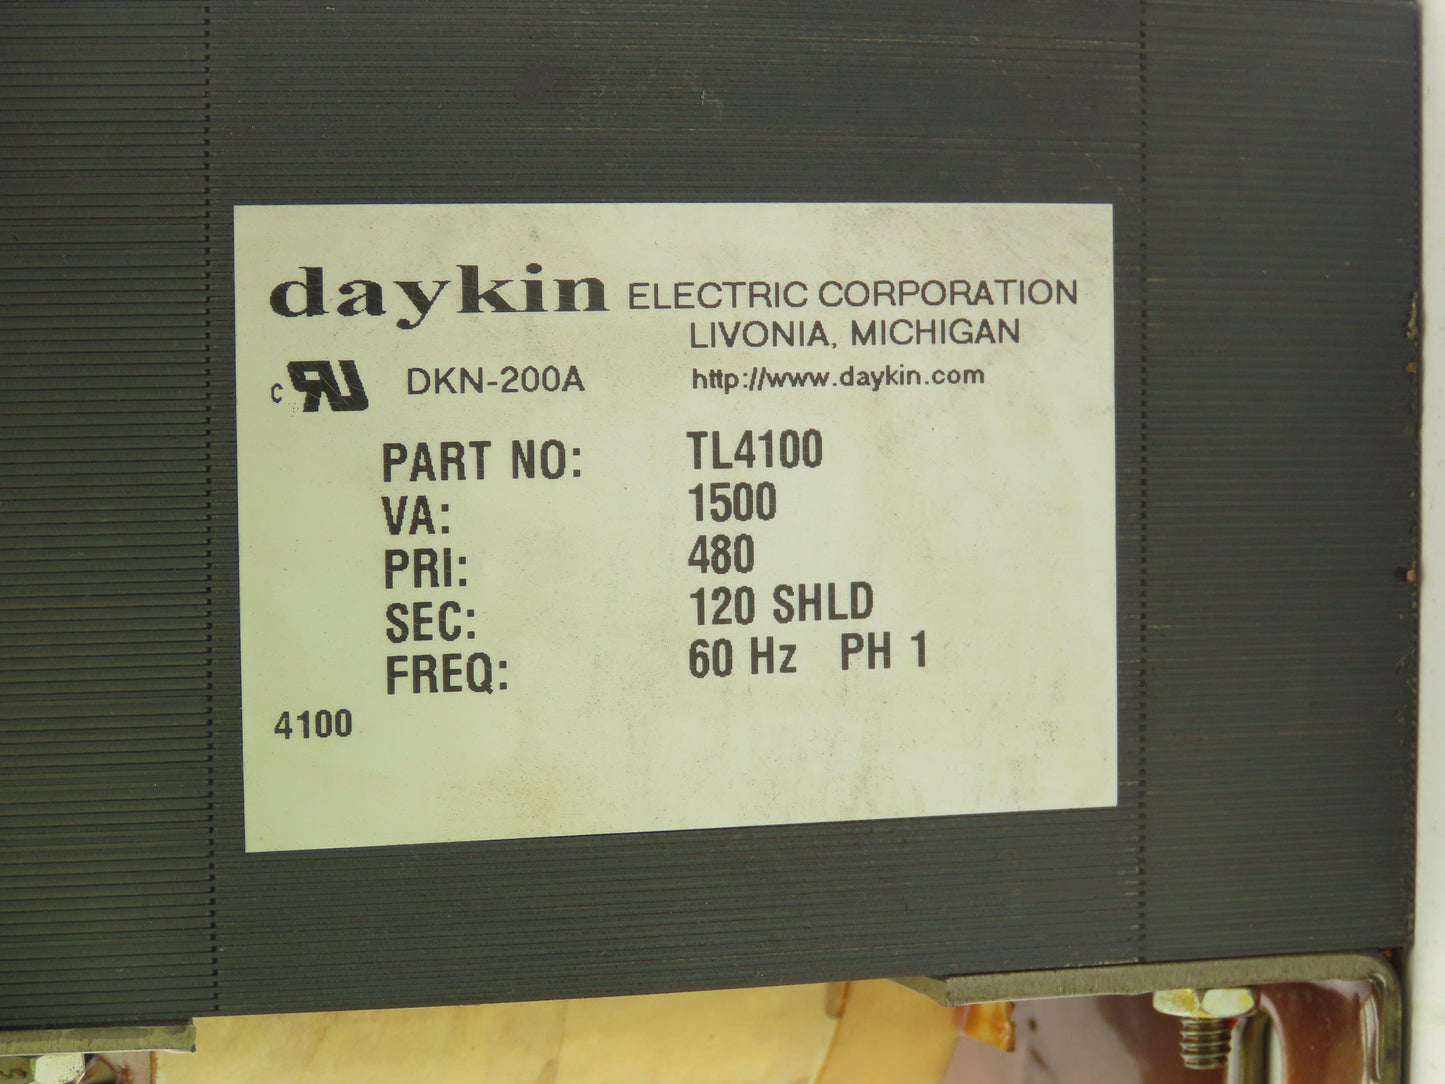 daykin ELECTRIC CORPORATION
LIVONIA, MICHIGAN
c RU DKN-200A http://www.daykin.com
PART NO: TL4100
VA: 1500
PRI: 480
SEC: 120 SHLD
FREQ: 60 Hz PH 1
4100